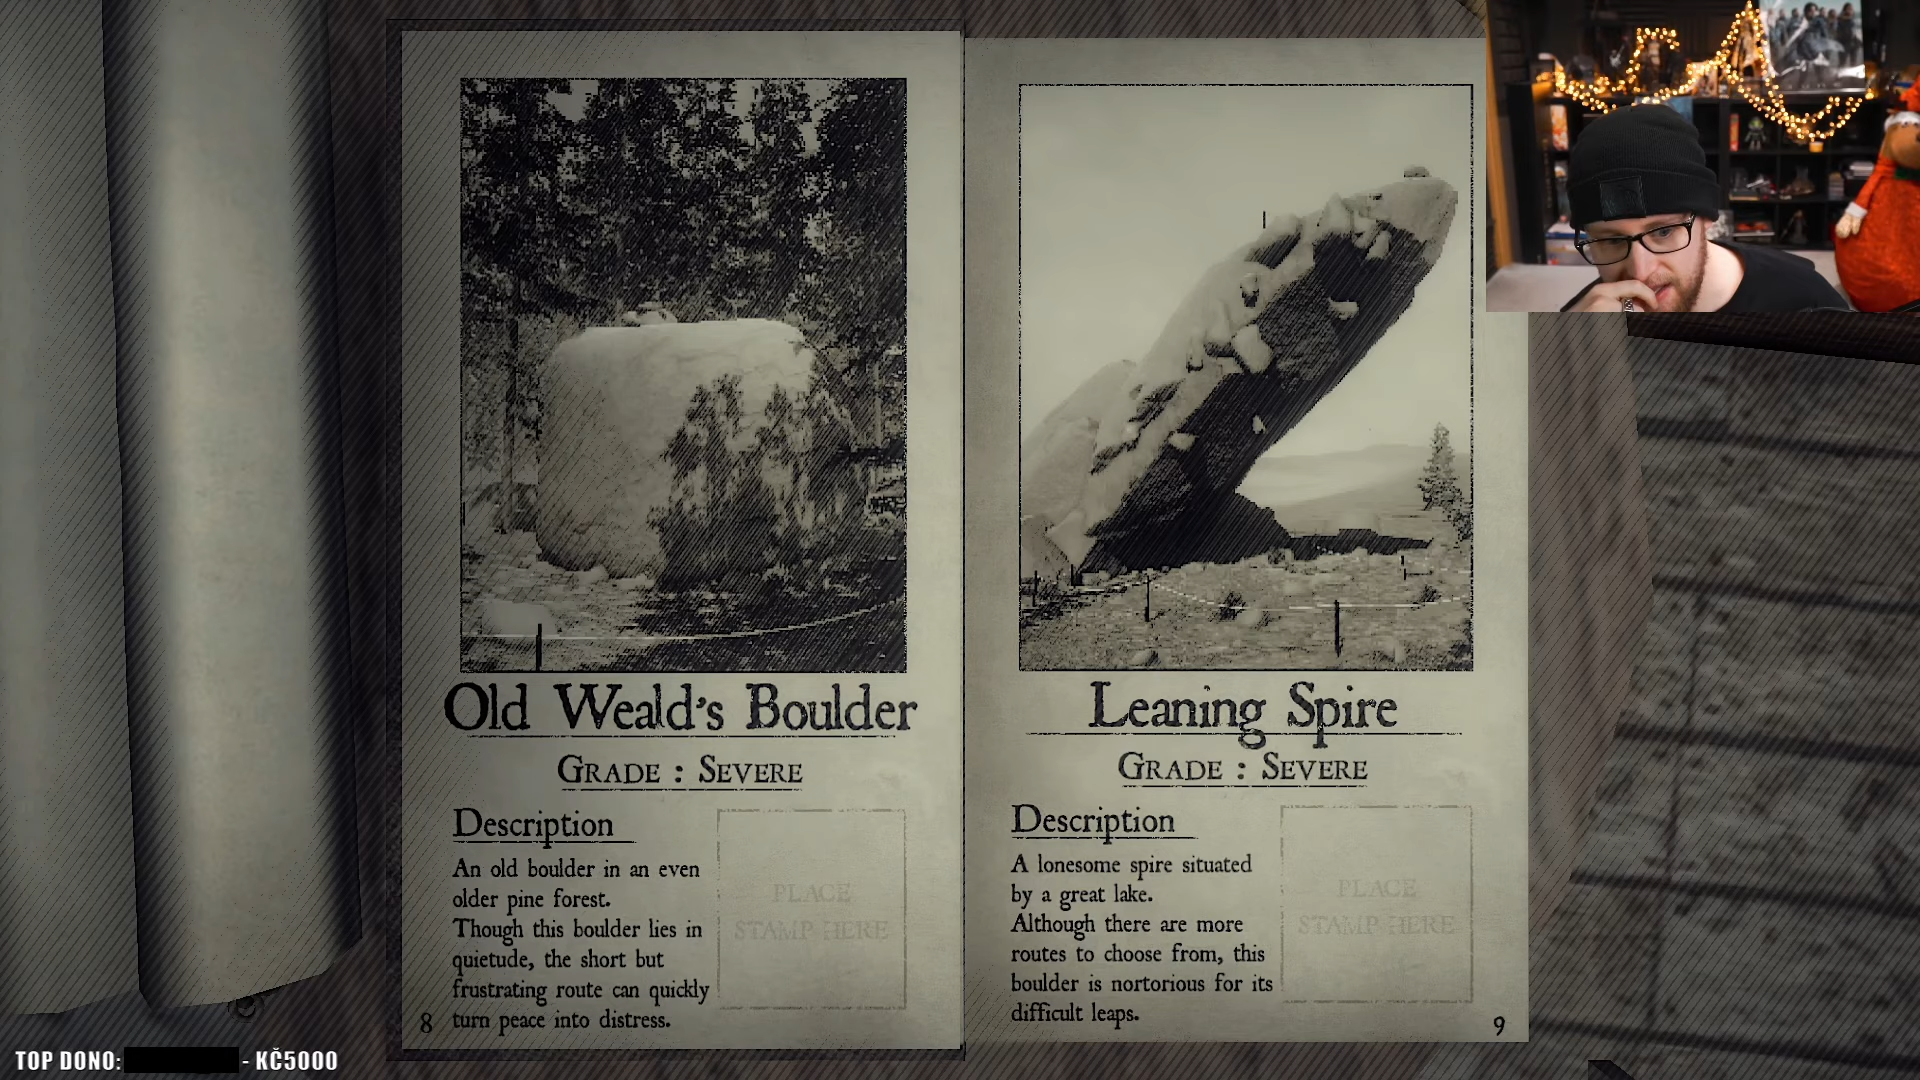 Old Weald's Boulder
GRADE : SEVERE
Description
An old boulder in an even
older pine forest.
Though this boulder lies in
quietude, the short but
frustrating route can quickly
turn peace into distress.
PLACE
STAMP HERE
8
Leaning Spire
GRADE : SEVERE
Description
A lonesome spire situated
by a great lake.
Although there are more
routes to choose from, this
boulder is nortorious for its
difficult leaps.
PLACE
STAMP HERE
9
TOP DONO: - KČ5000